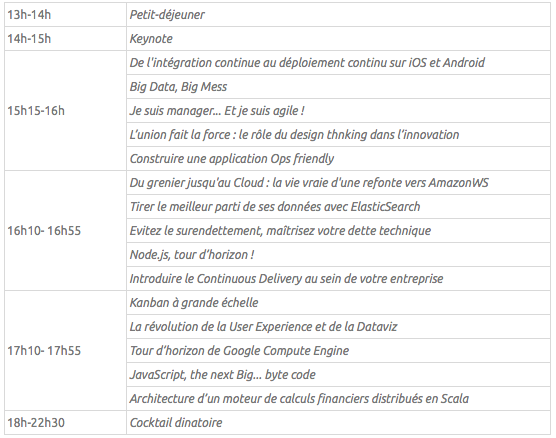 13h-14h Petit-déjeuner
14h-15h Keynote
15h15-16h
De l'intégration continue au déploiement continu sur iOS et Android
Big Data, Big Mess
Je suis manager... Et je suis agile !
L'union fait la force : le rôle du design thnking dans l'innovation
Construire une application Ops friendly
16h10- 16h55
Du grenier jusqu'au Cloud : la vie vraie d'une refonte vers AmazonWS
Tirer le meilleur parti de ses données avec ElasticSearch
Evitez le surendettement, maîtrisez votre dette technique
Node.js, tour d'horizon !
Introduire le Continuous Delivery au sein de votre entreprise
17h10- 17h55
Kanban à grande échelle
La révolution de la User Experience et de la Dataviz
Tour d'horizon de Google Compute Engine
JavaScript, the next Big... byte code
Architecture d'un moteur de calculs financiers distribués en Scala
18h-22h30 Cocktail dinatoire